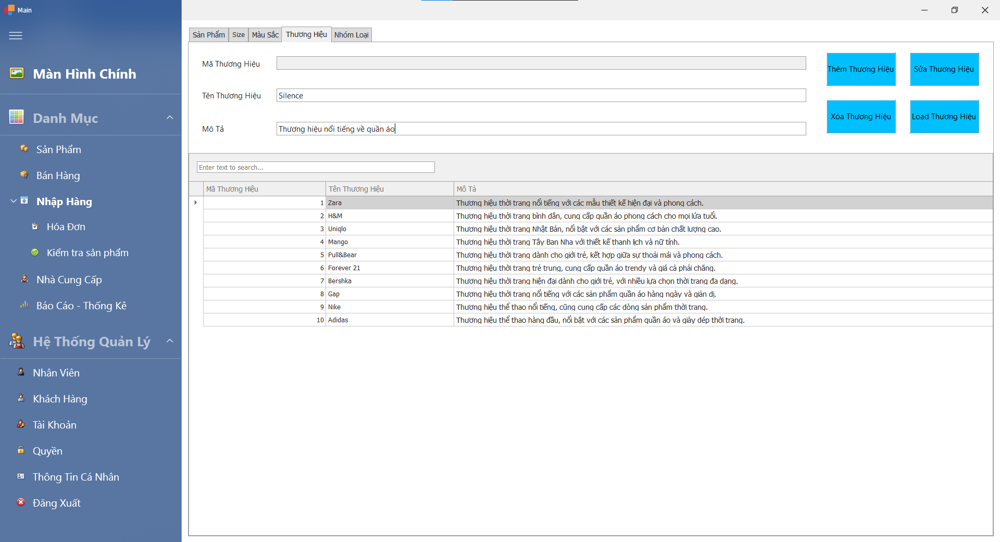 Main
Màn Hình Chính
Danh Mục
Sản Phẩm
Bán Hàng
Nhập Hàng
Hóa Đơn
Kiểm tra sản phẩm
Nhà Cung Cấp
Báo Cáo - Thống Kê
Hệ Thống Quản Lý
Nhân Viên
Khách Hàng
Tài Khoản
Quyền
Thông Tin Cá Nhân
Đăng Xuất
Sản Phẩm Size Màu Sắc Thương Hiệu Nhóm Loại
Mã Thương Hiệu
Tên Thương Hiệu Silence
Mô Tả Thương hiệu nổi tiếng về quần áo
Thêm Thương Hiệu Sửa Thương Hiệu
Xóa Thương Hiệu Load Thương Hiệu
Enter text to search...
Mã Thương Hiệu Tên Thương Hiệu Mô Tả
1 Zara Thương hiệu thời trang nổi tiếng với các mẫu thiết kế hiện đại và phong cách.
2 H&M Thương hiệu thời trang bình dân, cung cấp quần áo phong cách cho mọi lứa tuổi.
3 Uniqlo Thương hiệu thời trang Nhật Bản, nổi bật với các sản phẩm cơ bản chất lượng cao.
4 Mango Thương hiệu thời trang Tây Ban Nha với thiết kế thanh lịch và nữ tính.
5 Pull&Bear Thương hiệu thời trang dành cho giới trẻ, kết hợp giữa sự thoải mái và phong cách.
6 Forever 21 Thương hiệu thời trang trẻ trung, cung cấp quần áo trendy và giá cả phải chăng.
7 Bershka Thương hiệu thời trang hiện đại dành cho giới trẻ, với nhiều lựa chọn thời trang đa dạng.
8 Gap Thương hiệu thời trang nổi tiếng với các sản phẩm quần áo hàng ngày và giản dị.
9 Nike Thương hiệu thể thao nổi tiếng, cũng cung cấp các dòng sản phẩm thời trang.
10 Adidas Thương hiệu thể thao hàng đầu, nổi bật với các sản phẩm quần áo và giày dép thời trang.